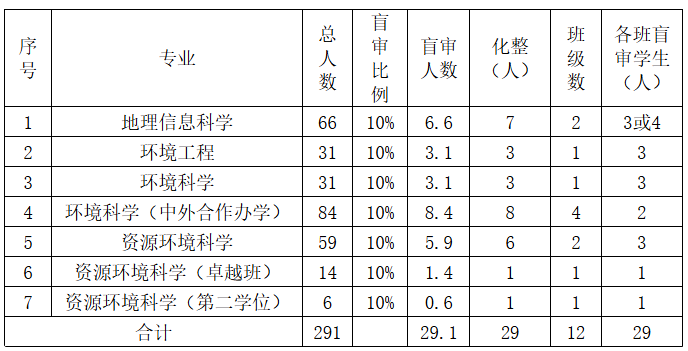 序号 专业 总人数 盲审比例 盲审人数 化整（人） 班级数 各班盲审学生（人）
1 地理信息科学 66 10% 6.6 7 2 3或4
2 环境工程 31 10% 3.1 3 1 3
3 环境科学 31 10% 3.1 3 1 3
4 环境科学（中外合作办学） 84 10% 8.4 8 4 2
5 资源环境科学 59 10% 5.9 6 2 3
6 资源环境科学（卓越班） 14 10% 1.4 1 1 1
7 资源环境科学（第二学位） 6 10% 0.6 1 1 1
合计 291 29.1 29 12 29